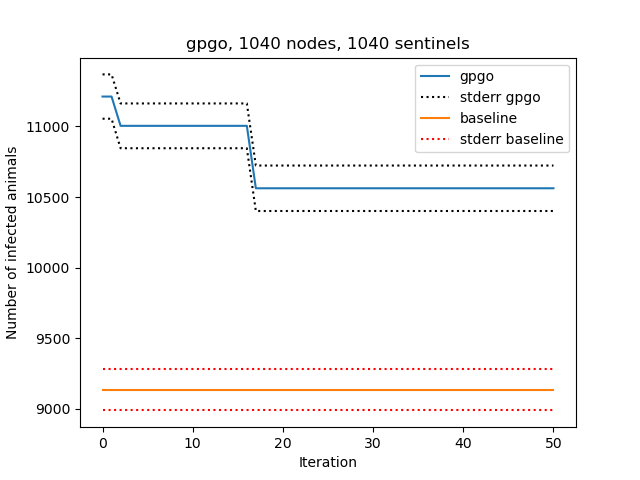 gpgo, 1040 nodes, 1040 sentinels
gpgo
stderr gpgo
baseline
stderr baseline
Number of infected animals
11000
10500
10000
9500
9000
0 10 20 30 40 50
Iteration